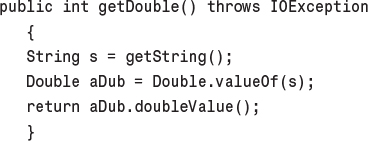 public int getDouble() throws IOException
{
String s = getString();
Double aDub = Double.valueOf(s);
return aDub.doubleValue();
}